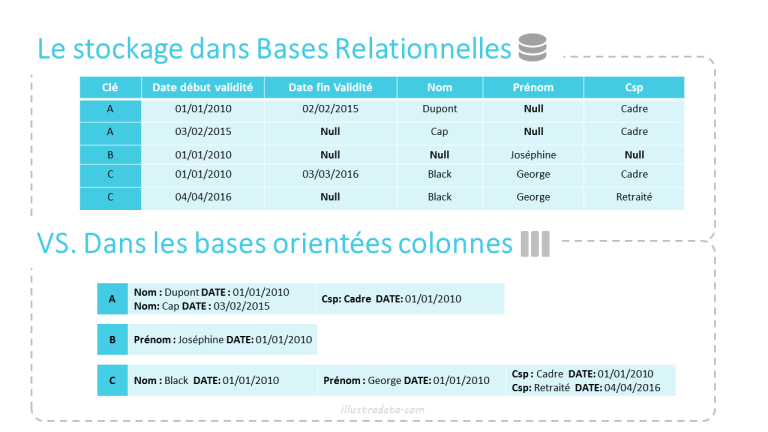 Le stockage dans Bases Relationnelles
Clé Date début validité Date fin Validité Nom Prénom Csp
A 01/01/2010 02/02/2015 Dupont Null Cadre
A 03/02/2015 Null Cap Null Cadre
B 01/01/2010 Null Null Joséphine Null
C 01/01/2010 03/03/2016 Black George Cadre
C 04/04/2016 Null Black George Retraité
VS. Dans les bases orientées colonnes
A
Nom : Dupont DATE : 01/01/2010
Nom: Cap DATE : 03/02/2015
Csp: Cadre DATE: 01/01/2010
B Prénom : Joséphine DATE: 01/01/2010
C Nom : Black DATE: 01/01/2010 Prénom : George DATE: 01/01/2010
Csp : Cadre DATE: 01/01/2010
Csp: Retraité DATE: 04/04/2016
illustradata.com